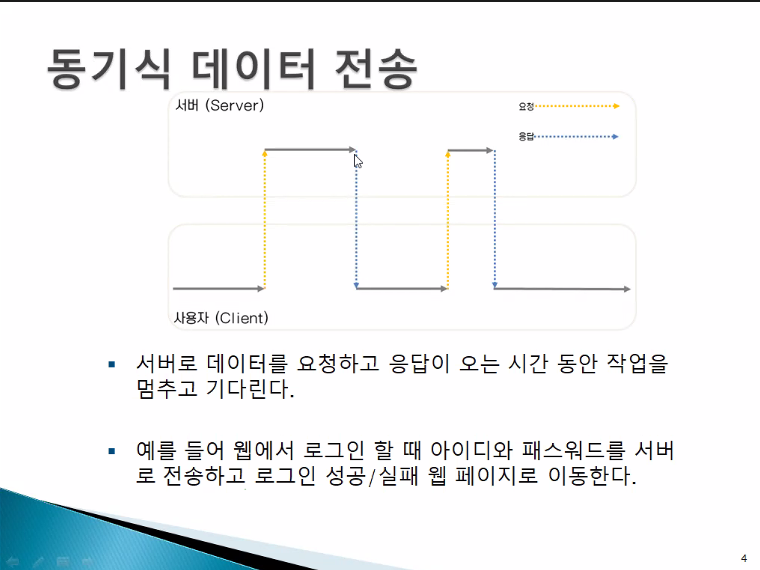 동기식 데이터 전송
서버 (Server)
요청
응답
사용자 (Client)
서버로 데이터를 요청하고 응답이 오는 시간 동안 작업을
멈추고 기다린다.
예를 들어 웹에서 로그인 할 때 아이디와 패스워드를 서버
로 전송하고 로그인 성공/실패 웹 페이지로 이동한다.
4